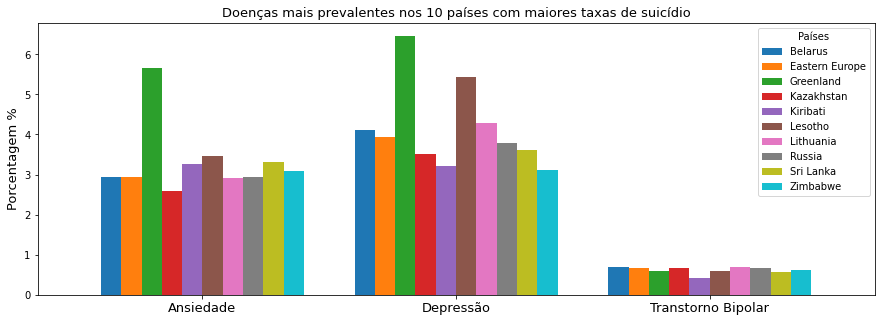 Doenças mais prevalentes nos 10 países com maiores taxas de suicídio
Porcentagem %
6
5
4
3
2
1
0
Ansiedade
Depressão
Transtorno Bipolar
Países
Belarus
Eastern Europe
Greenland
Kazakhstan
Kiribati
Lesotho
Lithuania
Russia
Sri Lanka
Zimbabwe